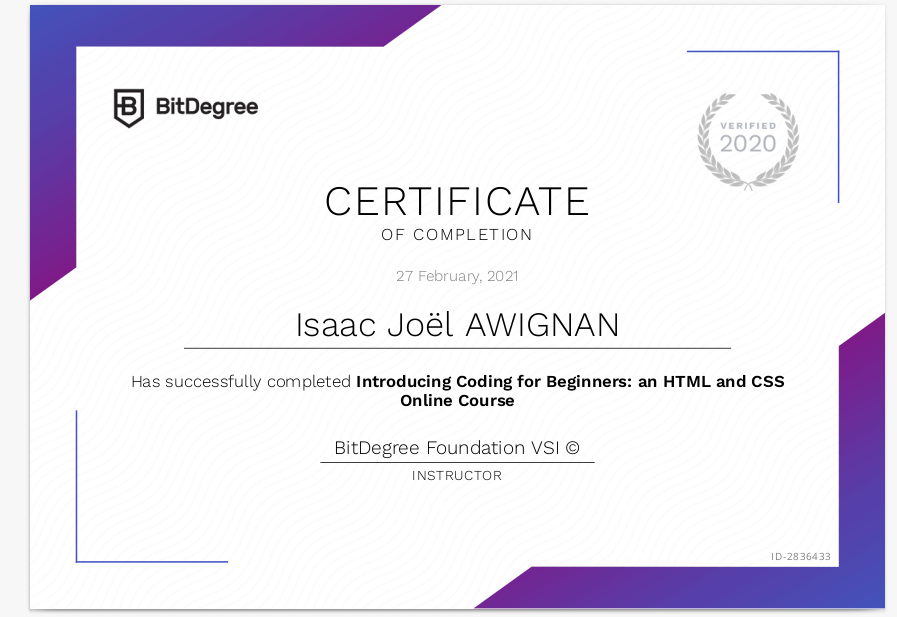 BitDegree
VERIFIED
2020
CERTIFICATE
OF COMPLETION
27 February, 2021
Isaac Joël AWIGNAN
Has successfully completed Introducing Coding for Beginners: an HTML and CSS
Online Course
BitDegree Foundation VSI ©
INSTRUCTOR
ID-2836433